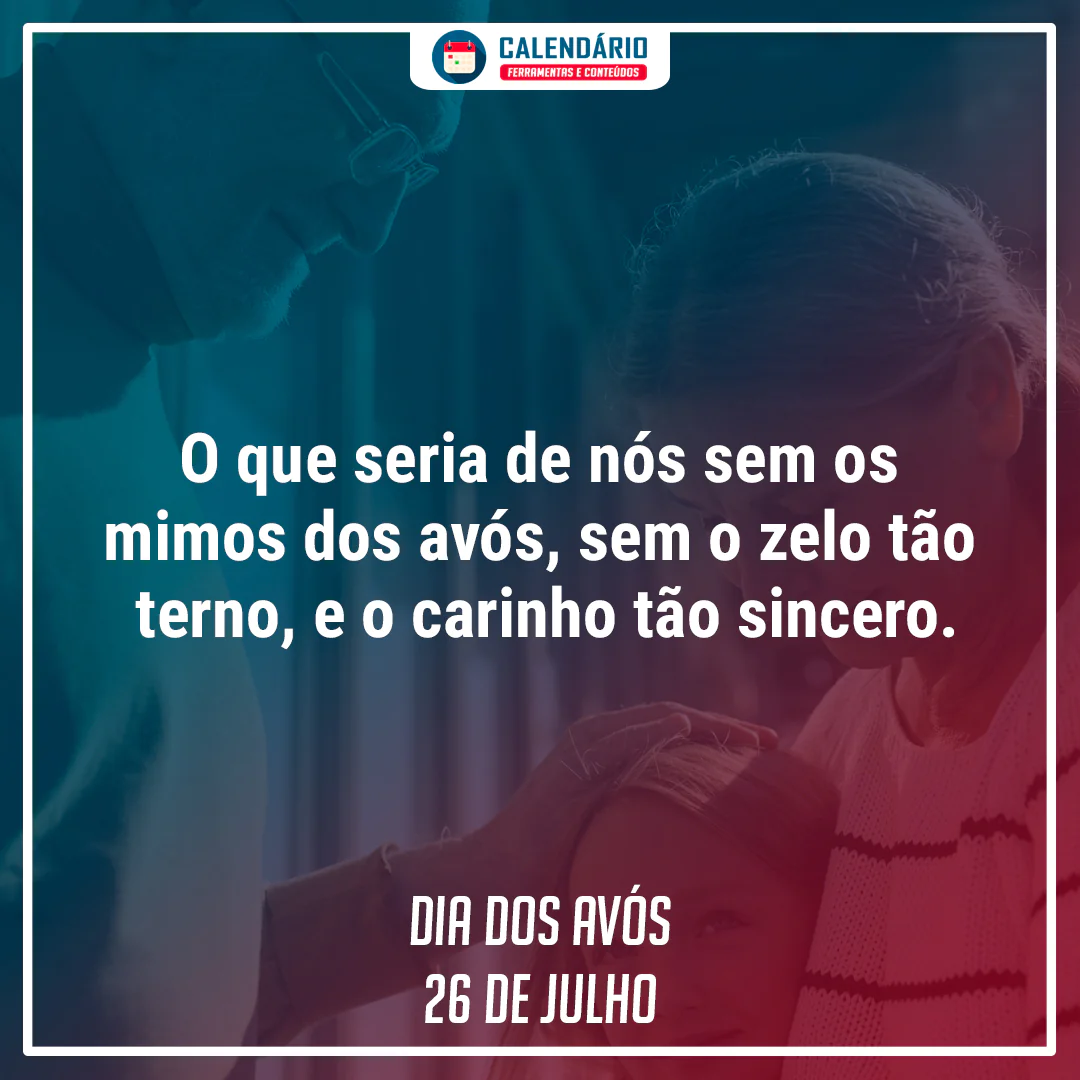 CALENDÁRIO
FERRAMENTAS E CONTEÚDOS
O que seria de nós sem os
mimos dos avós, sem o zelo tão
terno, e o carinho tão sincero.
DIA DOS AVÓS
26 DE JULHO